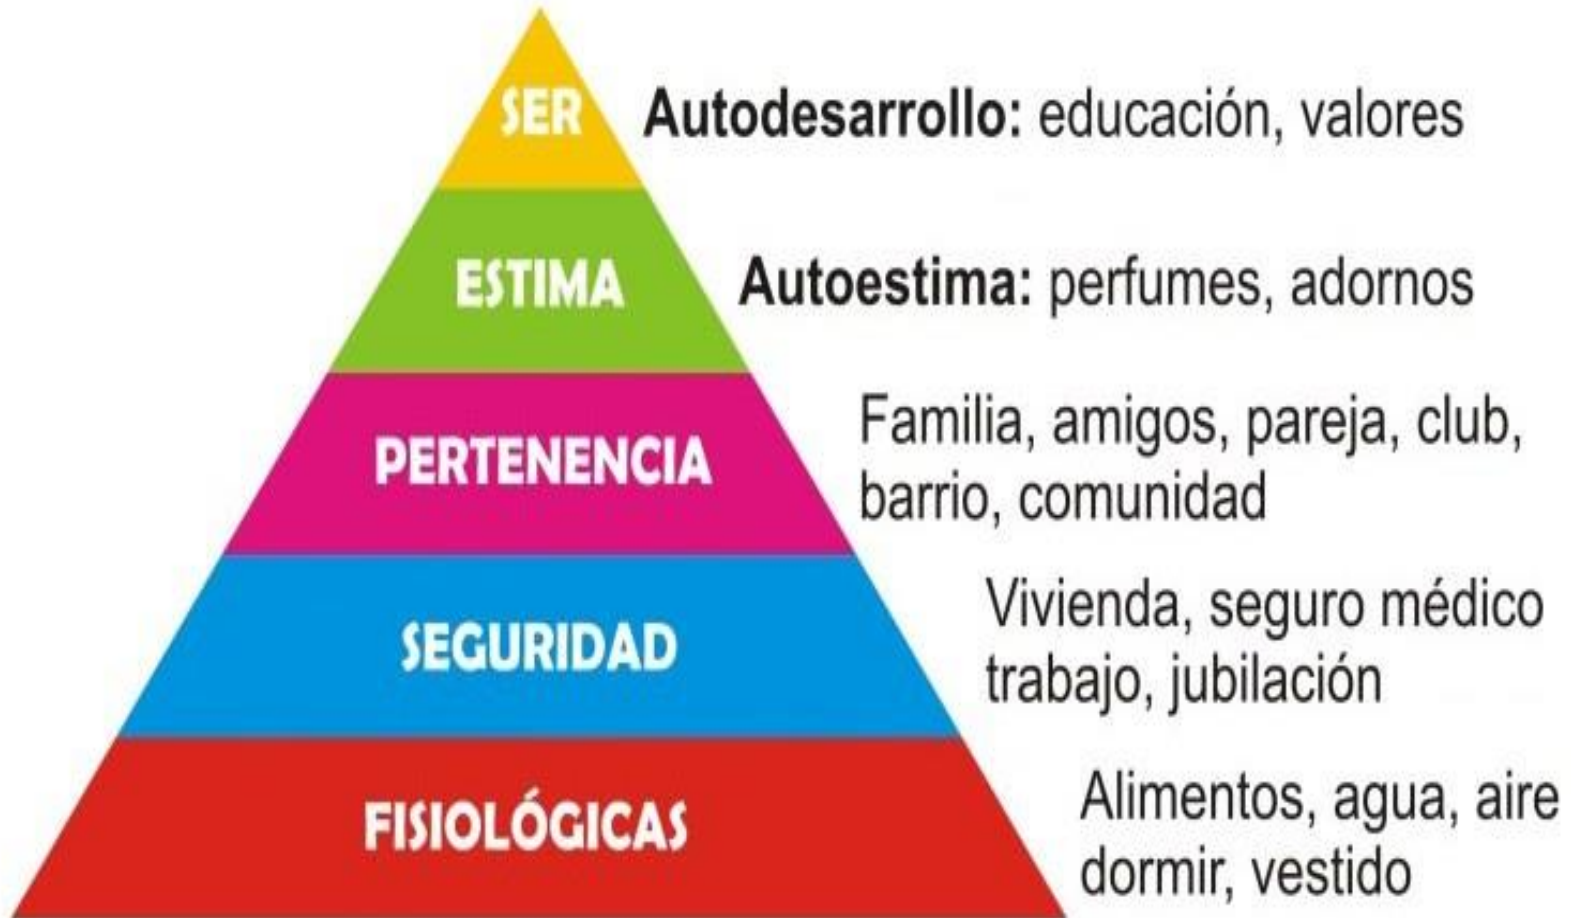 SER
Autodesarrollo: educación, valores
ESTIMA
Autoestima: perfumes, adornos
PERTENENCIA
Familia, amigos, pareja, club,
barrio, comunidad
SEGURIDAD
Vivienda, seguro médico
trabajo, jubilación
FISIOLÓGICAS
Alimentos, agua, aire
dormir, vestido